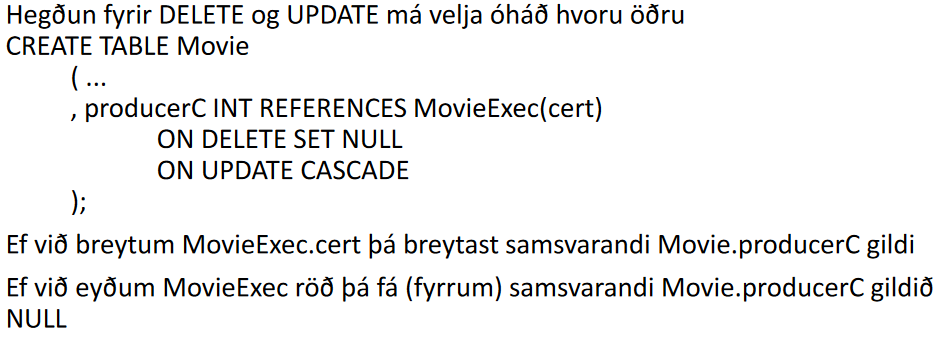 Hegðun fyrir DELETE og UPDATE má velja óháð hvoru öðru
CREATE TABLE Movie
( ...
, producerC INT REFERENCES MovieExec(cert)
ON DELETE SET NULL
ON UPDATE CASCADE
);
Ef við breytum MovieExec.cert þá breytast samsvarandi Movie.producerC gildi
Ef við eyðum MovieExec röð þá fá (fyrrum) samsvarandi Movie.producerC gildið
NULL